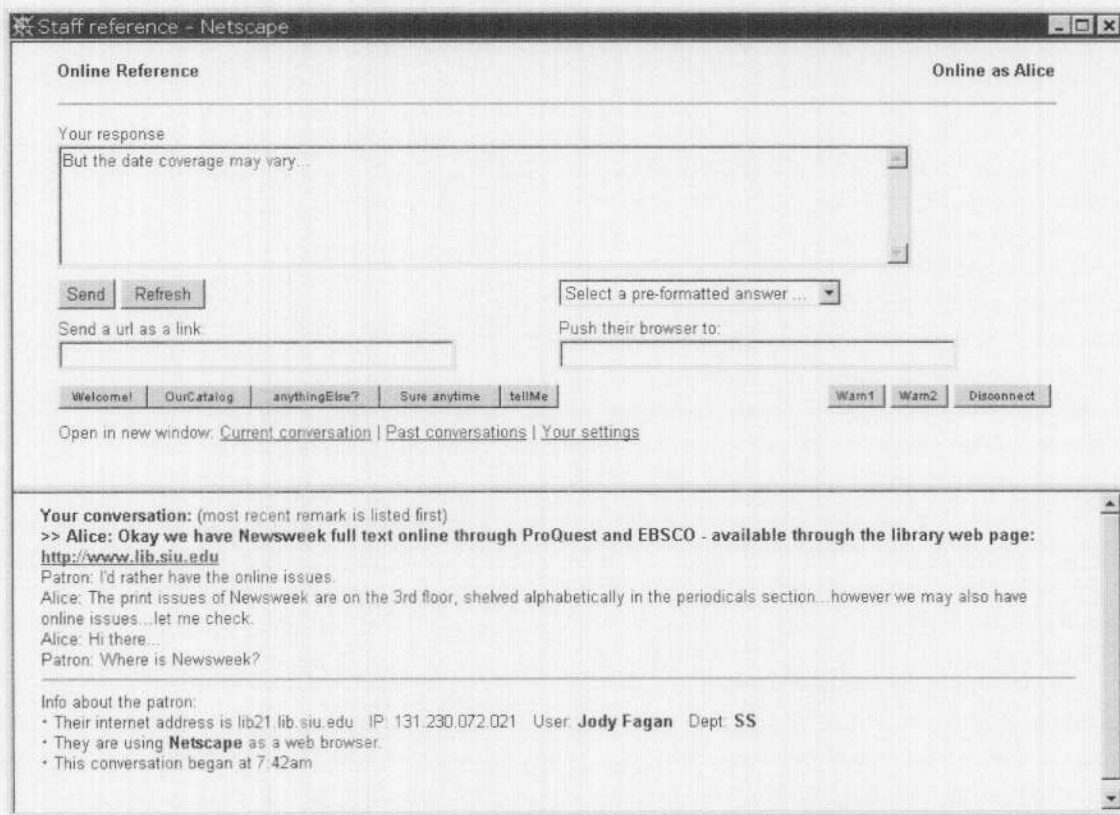 Staff reference - Netscape
Online Reference
Online as Alice
Your response
But the date coverage may vary...
Send Refresh
Select a pre-formatted answer ...
Send a url as a link:
Push their browser to:
Welcome! OurCatalog anythingElse? Sure anytime tellMe
Warn1 Warn2 Disconnect
Open in new window: Current conversation | Past conversations | Your settings
Your conversation: (most recent remark is listed first)
>> Alice: Okay we have Newsweek full text online through ProQuest and EBSCO - available through the library web page:
http://www.lib.siu.edu
Patron: I'd rather have the online issues.
Alice: The print issues of Newsweek are on the 3rd floor, shelved alphabetically in the periodicals section...however we may also have
online issues...let me check.
Alice: Hi there...
Patron: Where is Newsweek?
Info about the patron:
• Their internet address is lib21.lib.siu.edu IP: 131.230.072.021 User: Jody Fagan Dept: SS
• They are using Netscape as a web browser.
• This conversation began at 7:42am